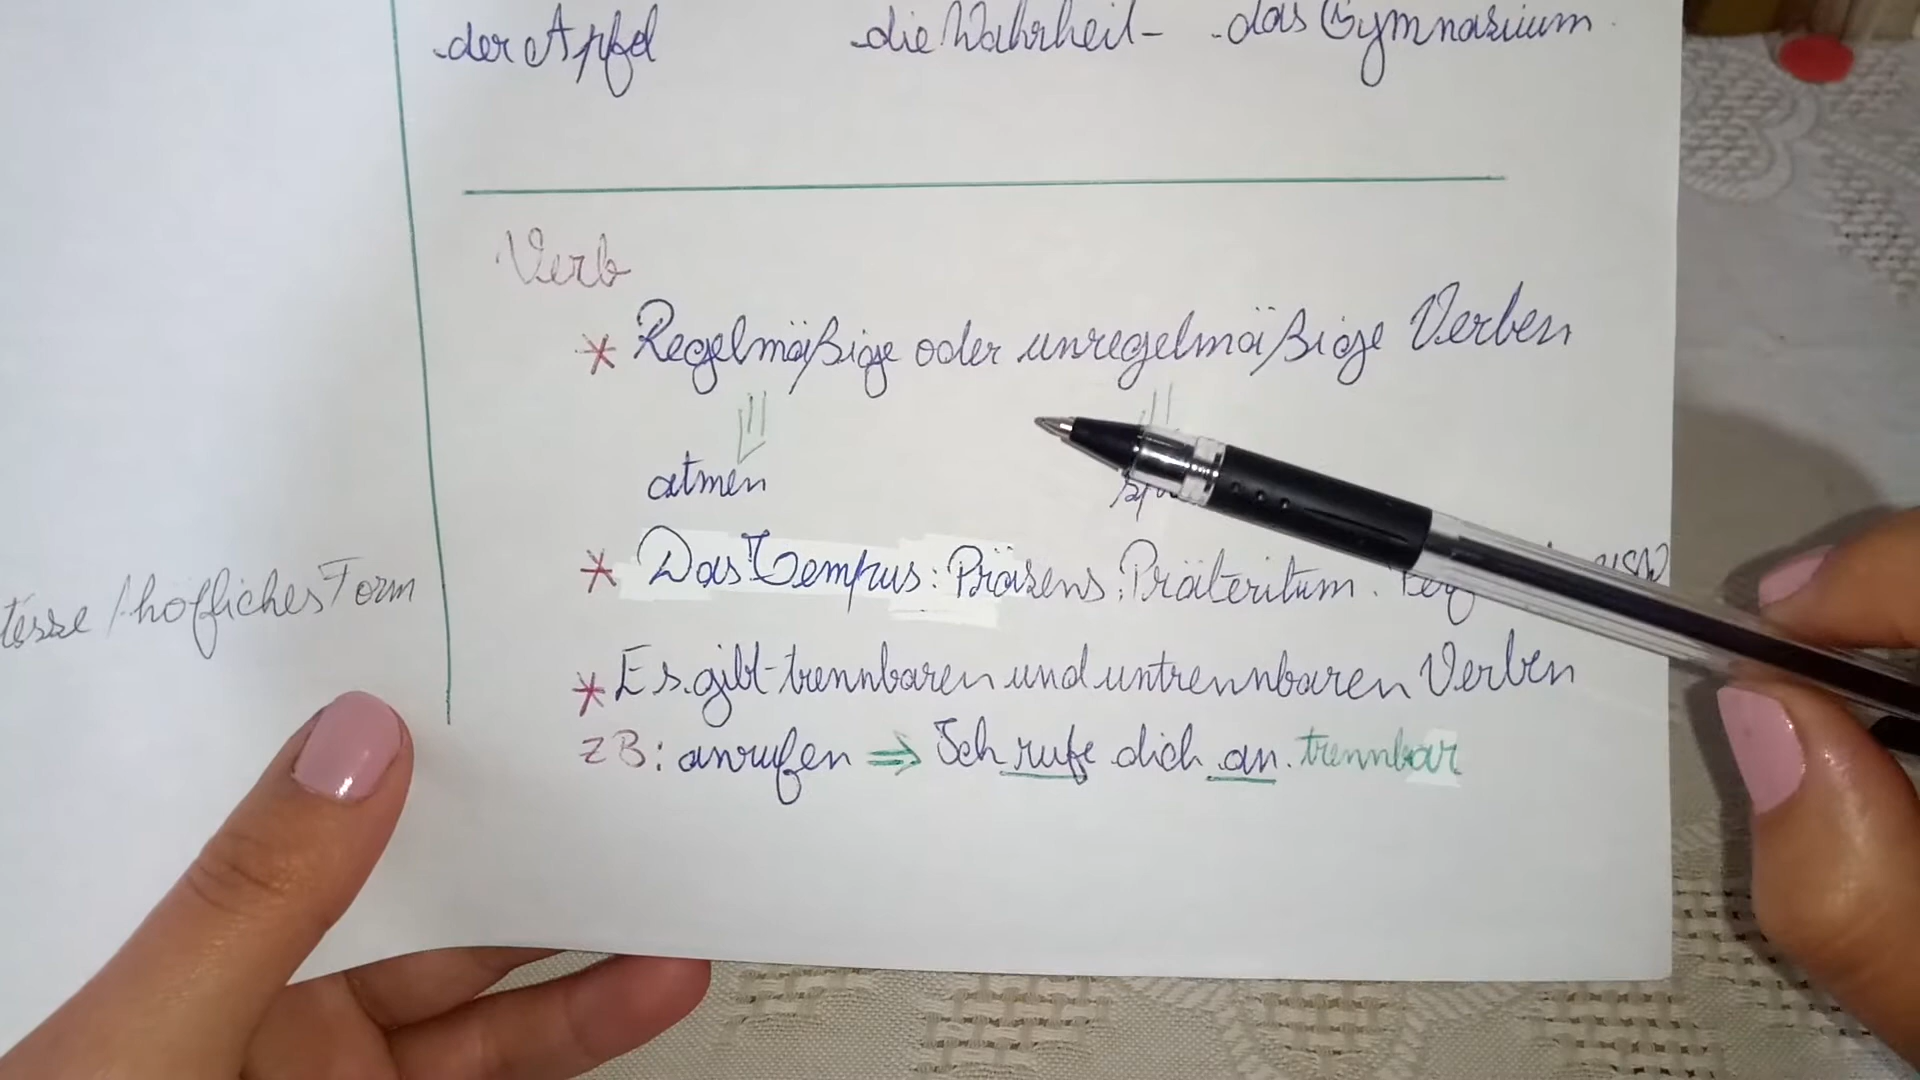 -der Apfel -die Wahrheit- -das Gymnasium.
Verb
* Regelmäßige oder unregelmäßige Verben
atmen
* Das Tempus: Präsens, Präteritum. usw
* Es gibt trennbaren und untrennbaren Verben
ZB: anrufen ⇒ Ich rufe dich an. trennbar
/ höfliches Form